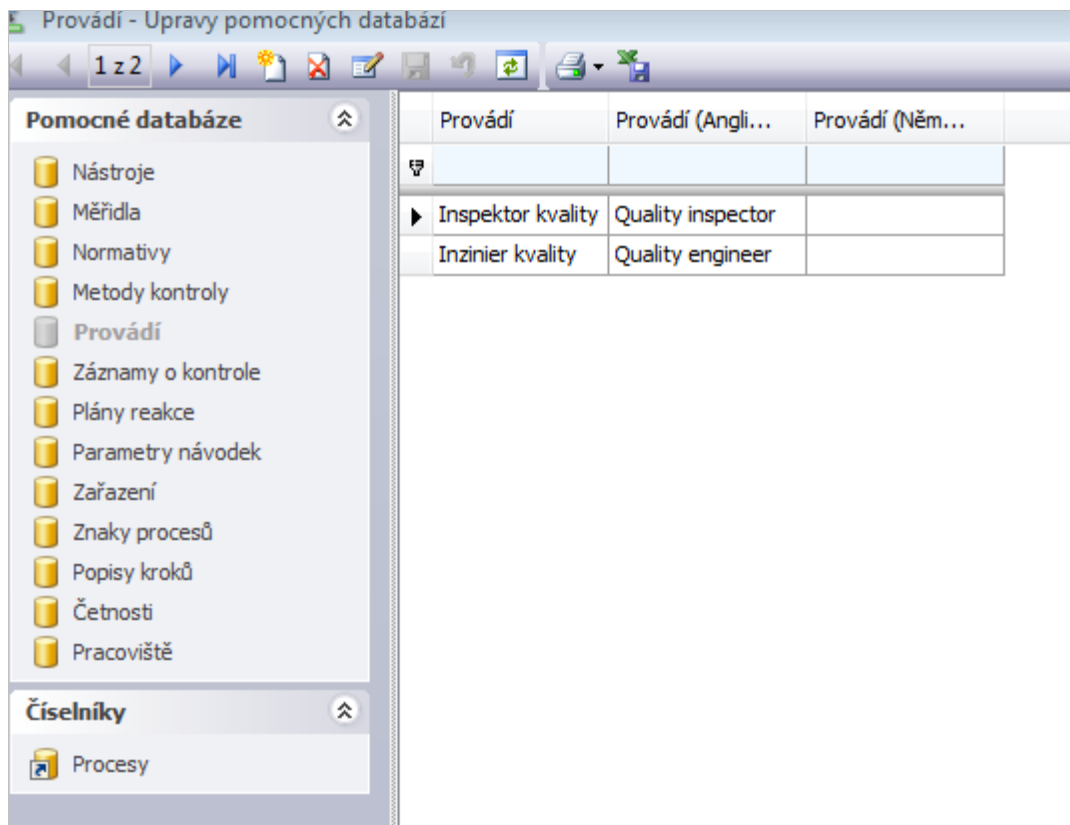 Provádí - Úpravy pomocných databází
1 z 2
Pomocné databáze
Nástroje
Měřidla
Normativy
Metody kontroly
Provádí
Záznamy o kontrole
Plány reakce
Parametry návodek
Zařazení
Znaky procesů
Popisy kroků
Četnosti
Pracoviště
Číselníky
Procesy
Provádí Provádí (Angli... Provádí (Něm...
Inspektor kvality Quality inspector
Inzinier kvality Quality engineer